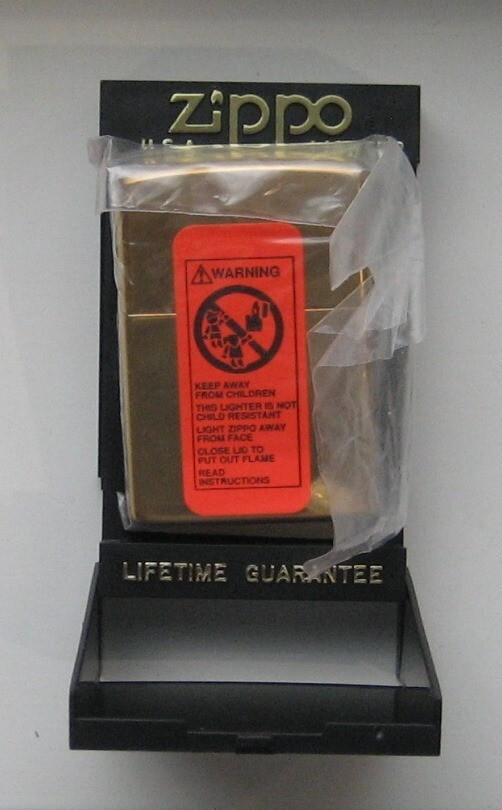 Zippo
U.S.A.
WARNING
KEEP AWAY
FROM CHILDREN
THIS LIGHTER IS NOT
CHILD RESISTANT
LIGHT ZIPPO AWAY
FROM FACE
CLOSE LID TO
PUT OUT FLAME
READ
INSTRUCTIONS
LIFETIME GUARANTEE